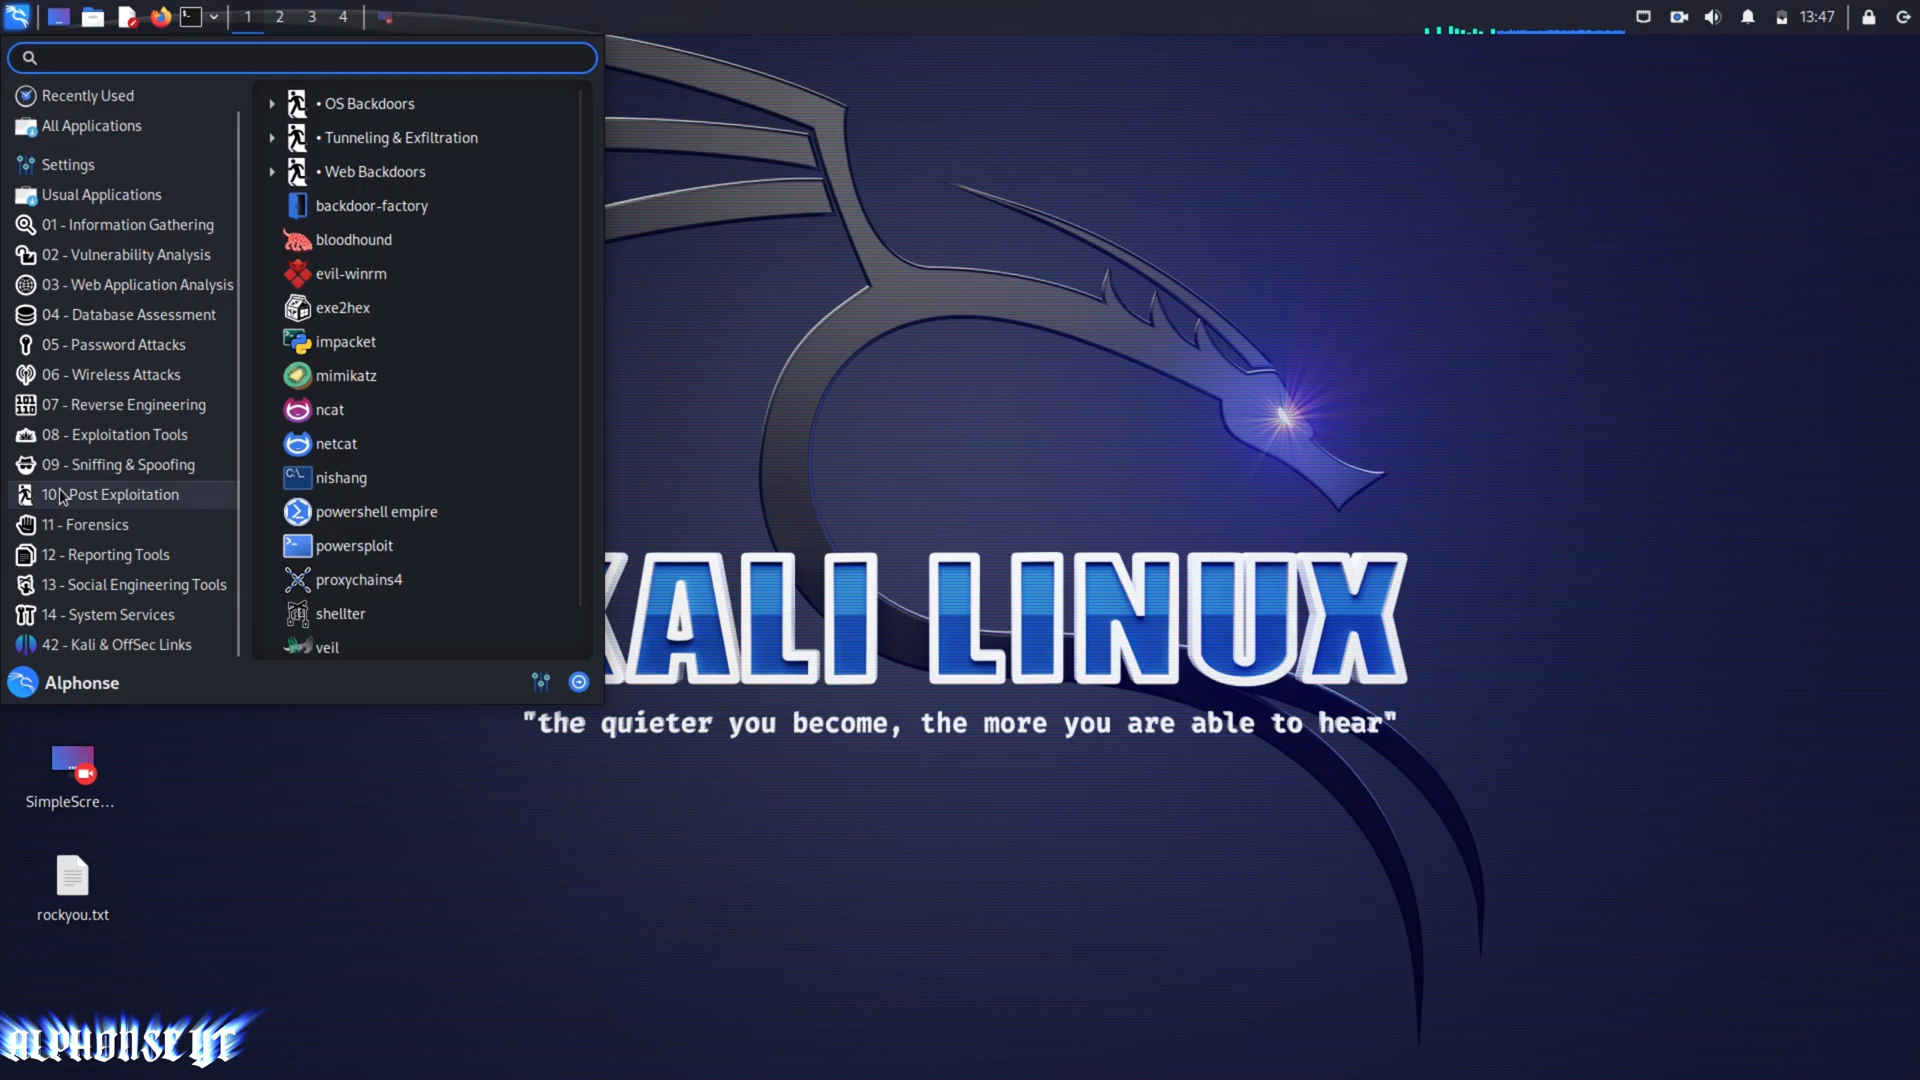 1 2 3 4
13:47
Recently Used
All Applications
Settings
Usual Applications
01 - Information Gathering
02 - Vulnerability Analysis
03 - Web Application Analysis
04 - Database Assessment
05 - Password Attacks
06 - Wireless Attacks
07 - Reverse Engineering
08 - Exploitation Tools
09 - Sniffing & Spoofing
10 - Post Exploitation
11 - Forensics
12 - Reporting Tools
13 - Social Engineering Tools
14 - System Services
42 - Kali & OffSec Links
• OS Backdoors
• Tunneling & Exfiltration
• Web Backdoors
backdoor-factory
bloodhound
evil-winrm
exe2hex
impacket
mimikatz
ncat
netcat
nishang
powershell empire
powersploit
proxychains4
shellter
veil
Alphonse
KALI LINUX
"the quieter you become, the more you are able to hear"
SimpleScre...
rockyou.txt
ALPHONSE YT